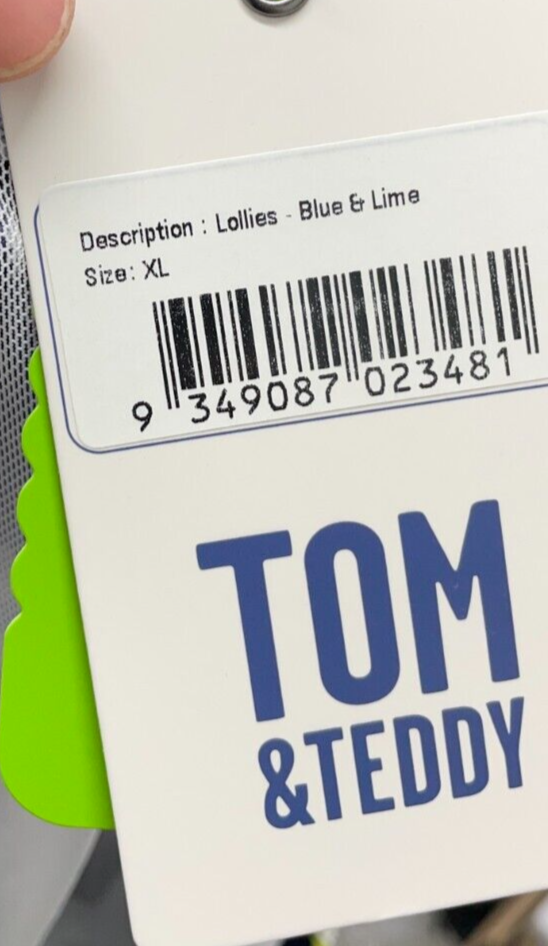 Description : Lollies - Blue & Lime
Size: XL
9 349087 023481
TOM
&TEDDY